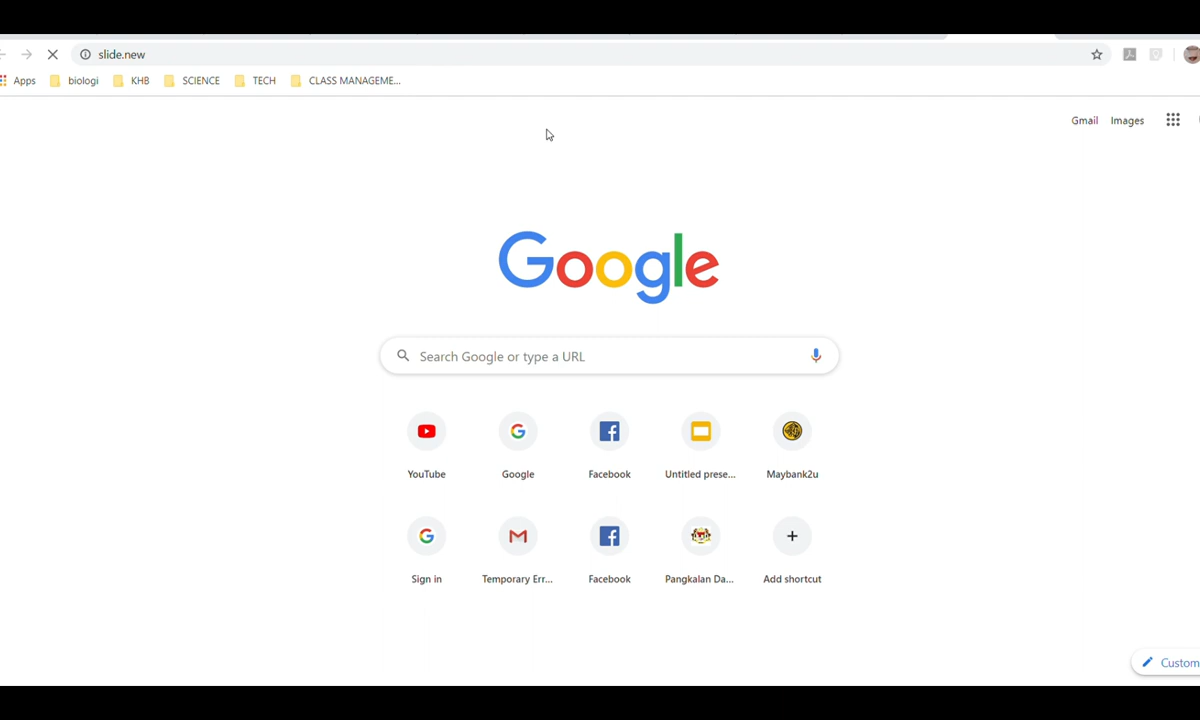 slide.new
Apps biologi KHB SCIENCE TECH CLASS MANAGEME...
Gmail Images
Google
Search Google or type a URL
YouTube Google Facebook Untitled prese... Maybank2u
Sign in Temporary Err... Facebook Pangkalan Da... Add shortcut
Custom